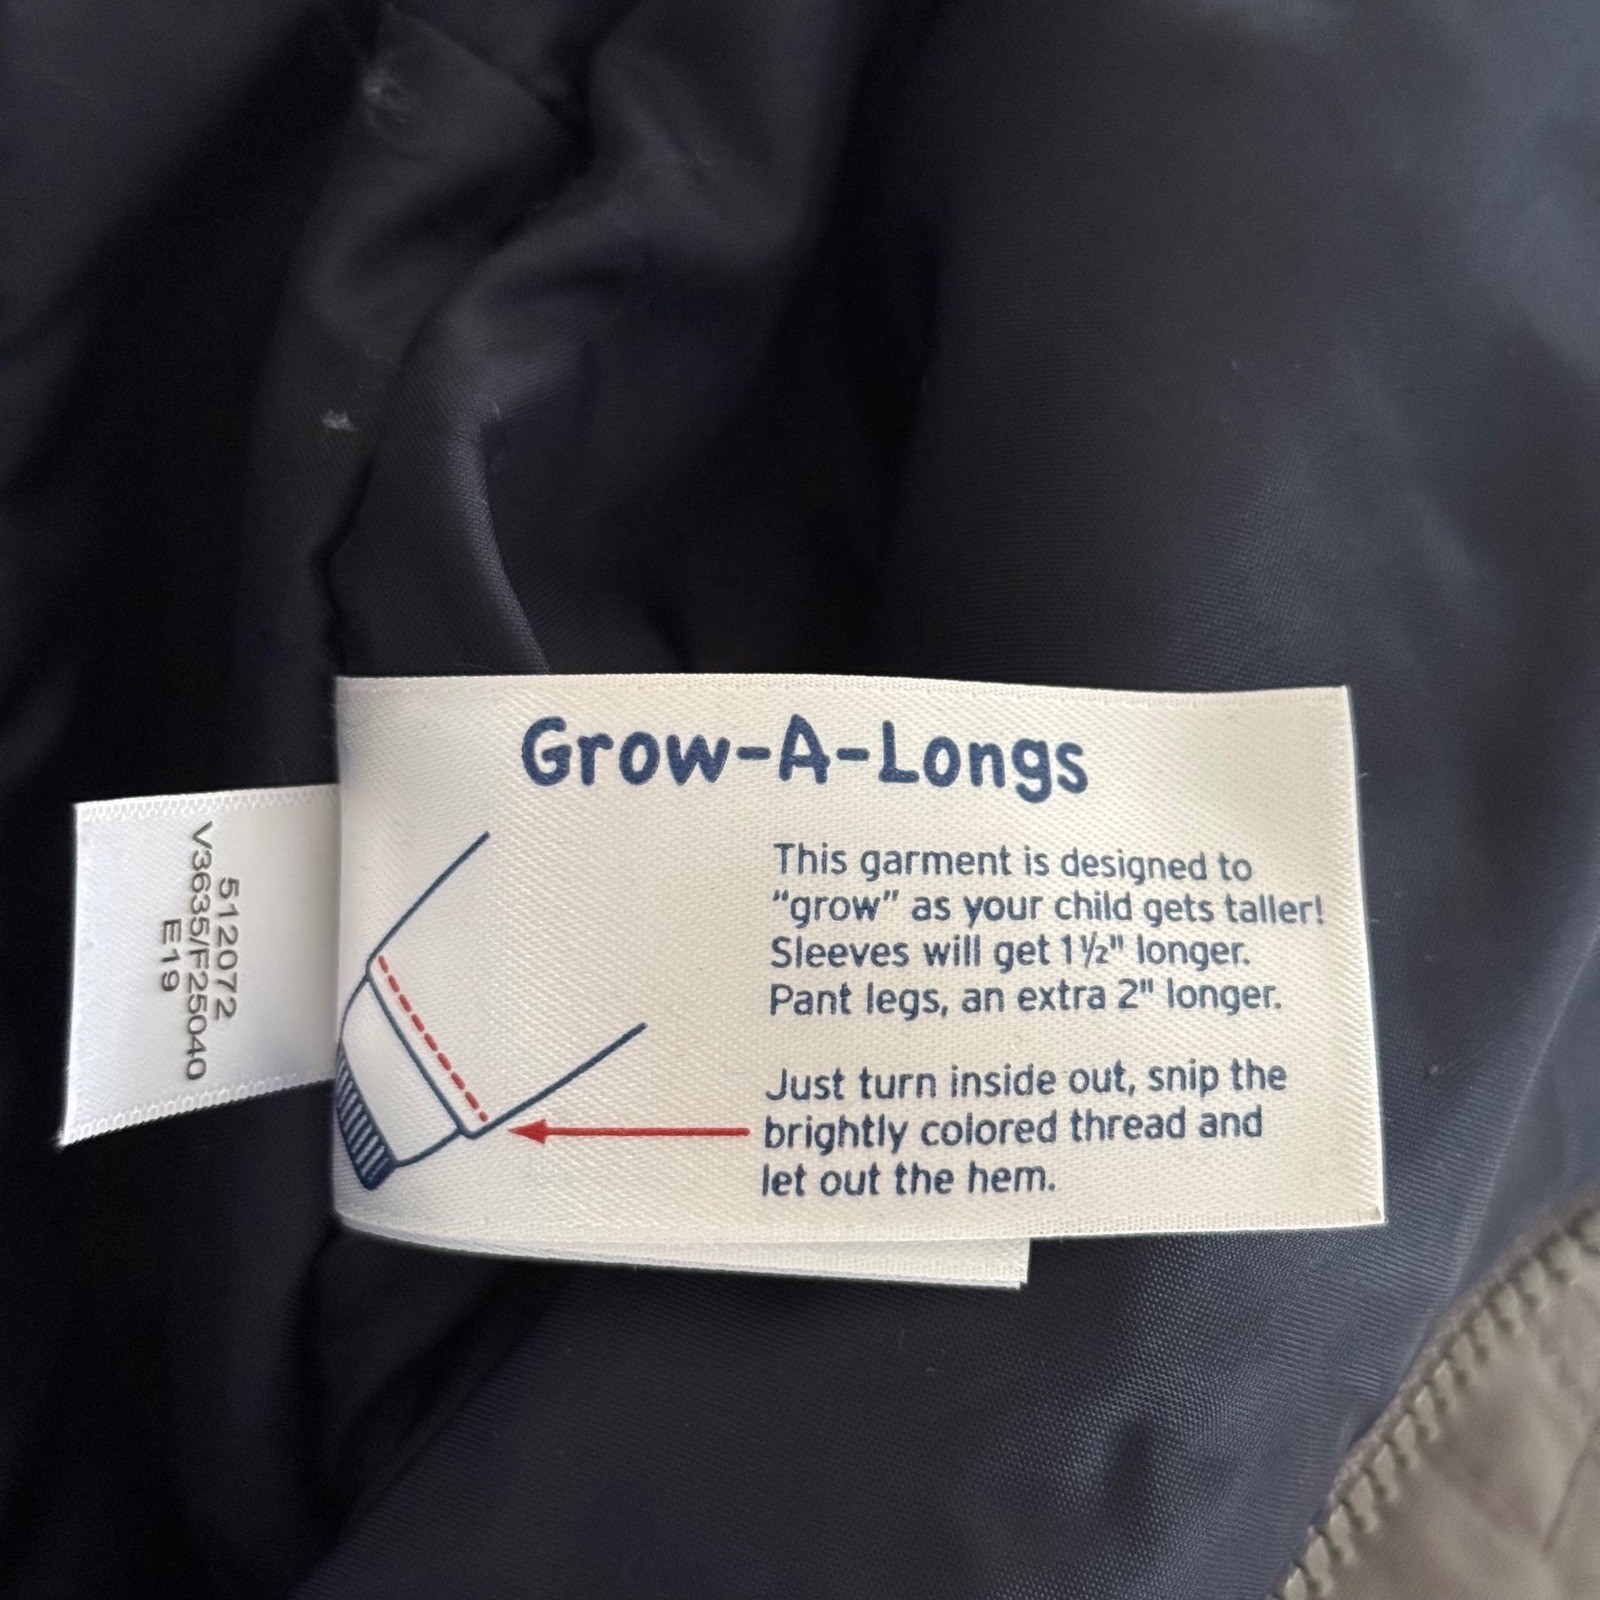 Grow-A-Longs
This garment is designed to
“grow” as your child gets taller!
Sleeves will get 1½" longer.
Pant legs, an extra 2" longer.
Just turn inside out, snip the
brightly colored thread and
let out the hem.
512072
V3635/F25040
E19